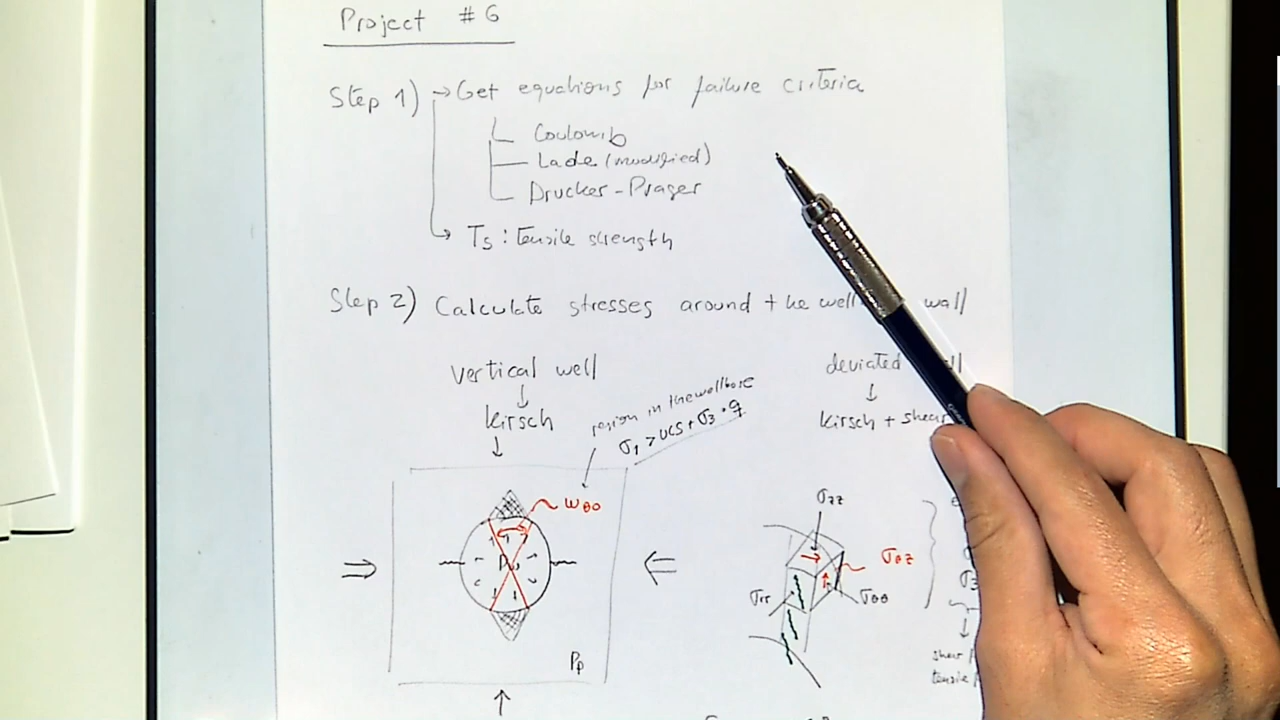 Project #6
Step 1) → Get equations for failure criteria
Coulomb
Lade (modified)
Drucker-Prager
Ts : tensile strength
Step 2) Calculate stresses around the well wall
vertical well
deviated
kirsch
kirsch + shear
region in the wellbore
σ1 > UCS + σ3 · q
WBO
σzz
σθz
σrr
σθθ
Pp
shear
tensile